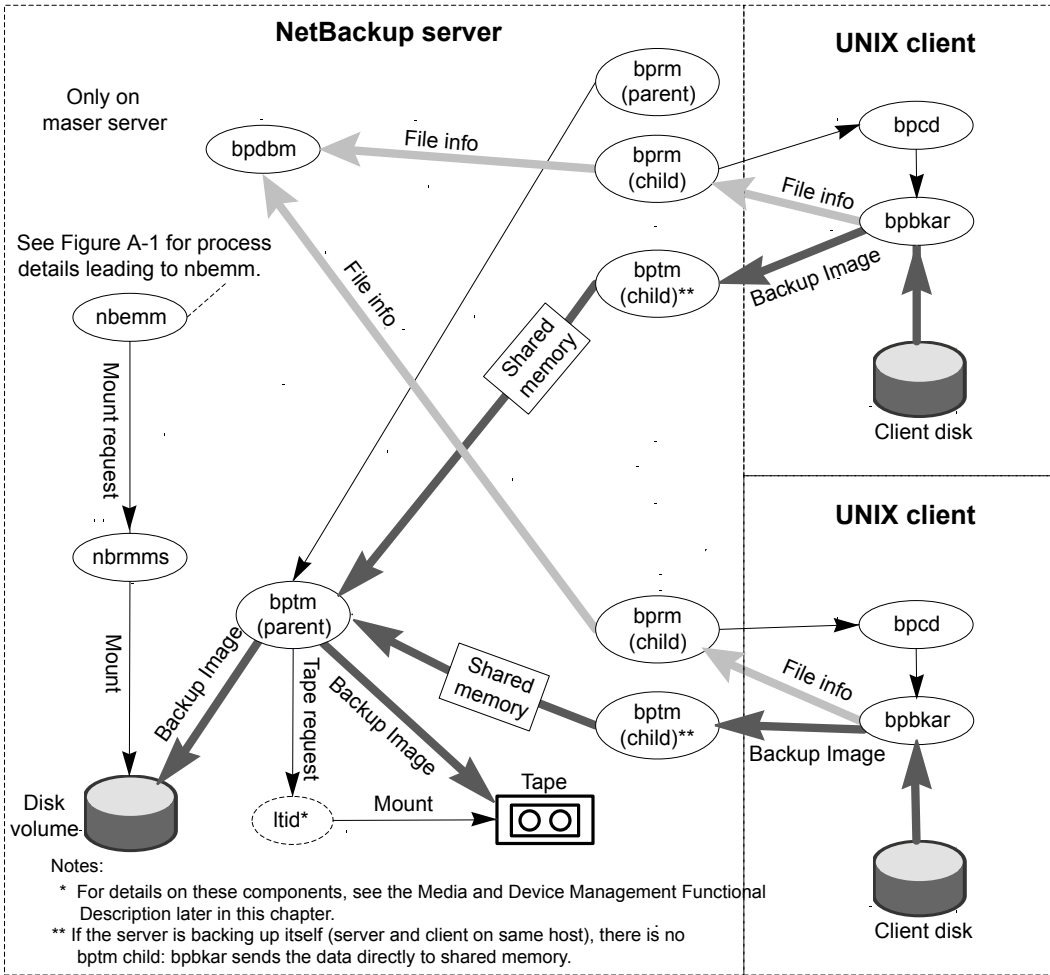 NetBackup server
UNIX client
Only on
maser server
bprm
(parent)
bpdbm
File info
bprm
(child)
bpcd
File info
bpbkar
See Figure A-1 for process
details leading to nbemm.
nbemm
File info
bptm
(child)**
Backup Image
Shared
memory
Client disk
Mount request
UNIX client
nbrmms
bptm
(parent)
bprm
(child)
bpcd
Mount
Backup Image
Tape request
Backup Image
Shared
memory
File info
bptm
(child)**
bpbkar
Backup Image
Disk
volume
ltid*
Mount
Tape
Client disk
Notes:
* For details on these components, see the Media and Device Management Functional
Description later in this chapter.
** If the server is backing up itself (server and client on same host), there is no
bptm child: bpbkar sends the data directly to shared memory.